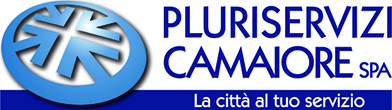 PLURISERVIZI
CAMAIORE SPA
La città al tuo servizio